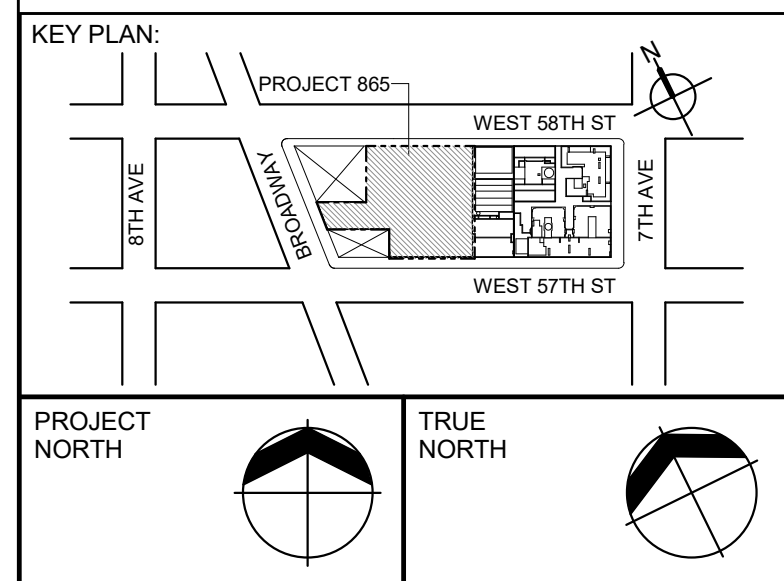 KEY PLAN:
N
PROJECT 865
WEST 58TH ST
8TH AVE
BROADWAY
7TH AVE
WEST 57TH ST
PROJECT
NORTH
TRUE
NORTH